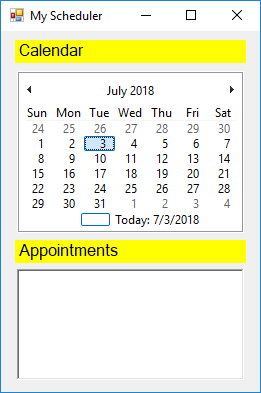 My Scheduler
Calendar
July 2018
Sun Mon Tue Wed Thu Fri Sat
24 25 26 27 28 29 30
1 2 3 4 5 6 7
8 9 10 11 12 13 14
15 16 17 18 19 20 21
22 23 24 25 26 27 28
29 30 31 1 2 3 4
Today: 7/3/2018
Appointments